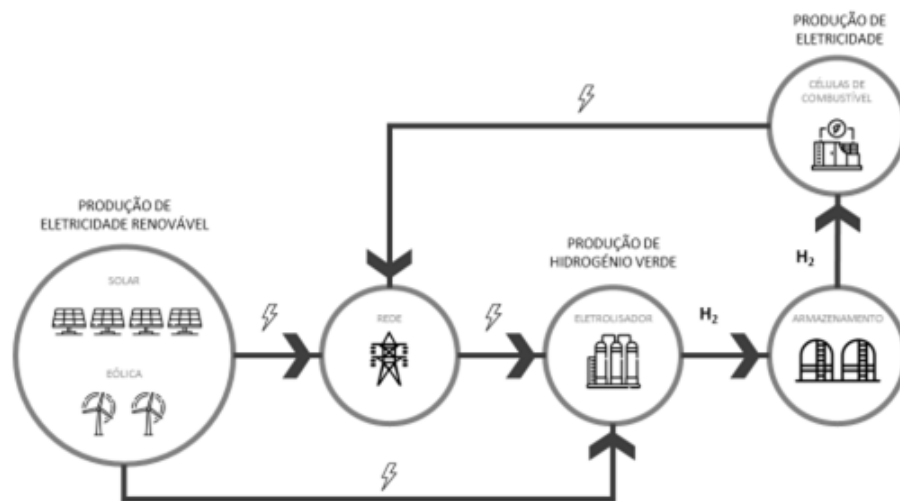 PRODUÇÃO DE
ELETRICIDADE
CÉLULAS DE
COMBUSTÍVEL
PRODUÇÃO DE
ELETRICIDADE RENOVÁVEL
SOLAR
EÓLICA
REDE
PRODUÇÃO DE
HIDROGÉNIO VERDE
ELETROLISADOR
H₂
H₂
ARMAZENAMENTO